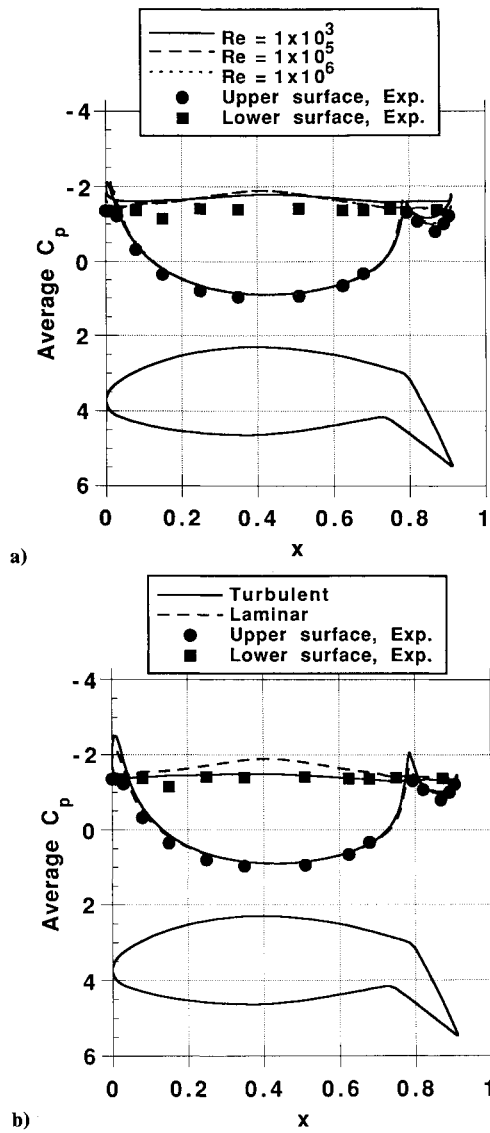 Re = 1x10^3
Re = 1x10^5
Re = 1x10^6
Upper surface, Exp.
Lower surface, Exp.
-4
-2
0
2
4
6
Average C_p
0 0.2 0.4 0.6 0.8 1
x
a)
Turbulent
Laminar
Upper surface, Exp.
Lower surface, Exp.
-4
-2
0
2
4
6
Average C_p
0 0.2 0.4 0.6 0.8 1
x
b)